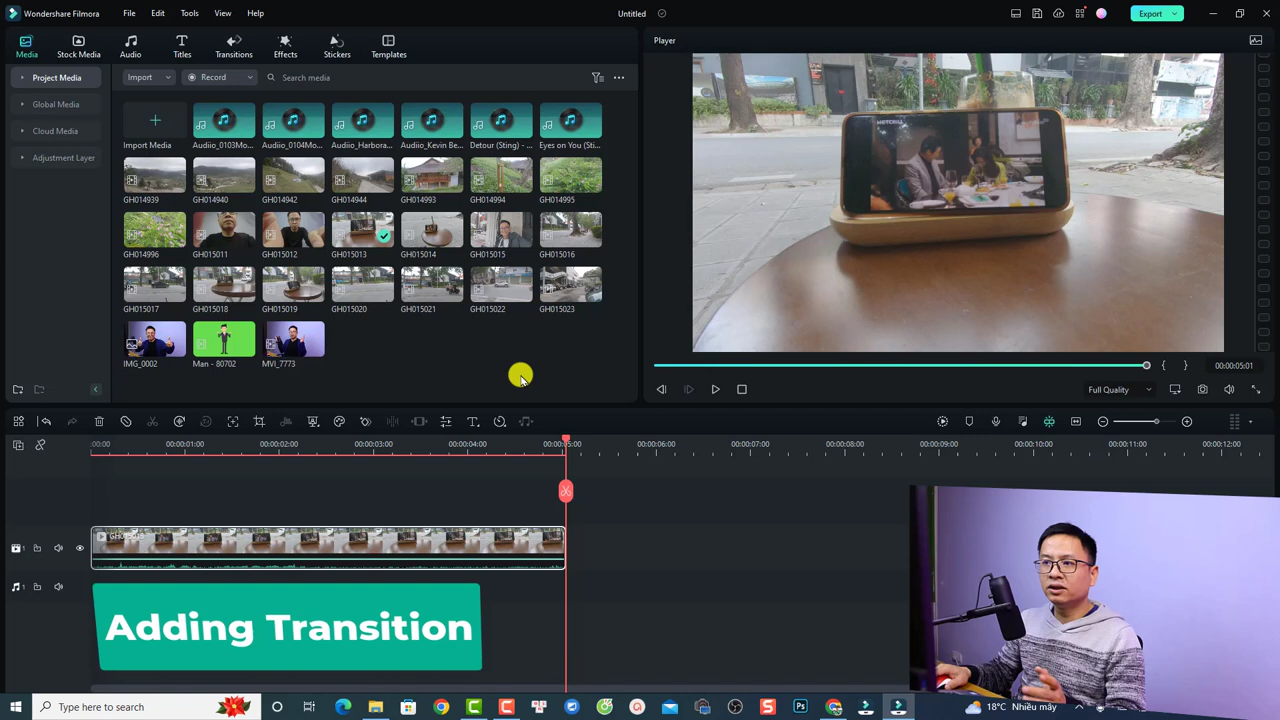 Wondershare Filmora
File
Edit
Tools
View
Help
Untitled
Export
Media
Stock Media
Audio
Titles
Transitions
Effects
Stickers
Templates
Player
Project Media
Global Media
Cloud Media
Adjustment Layer
Import
Record
Search media
Import Media
Audiio_0103Mo...
Audiio_0104Mo...
Audiio_Harbora...
Audiio_Kevin Be...
Detour (Sting) - ...
Eyes on You (Sti...
GH014939
GH014940
GH014942
GH014944
GH014993
GH014994
GH014995
GH014996
GH015011
GH015012
GH015013
GH015014
GH015015
GH015016
GH015017
GH015018
GH015019
GH015020
GH015021
GH015022
GH015023
IMG_0002
Man - 80702
MVI_7773
00:00:05:01
Full Quality
:00:00
00:00:01:00
00:00:02:00
00:00:03:00
00:00:04:00
00:00:05:00
00:00:06:00
00:00:07:00
00:00:08:00
00:00:09:00
00:00:10:00
00:00:11:00
00:00:12:00
GH015013
1
1
Adding Transition
Type here to search
18°C Nhiều mây